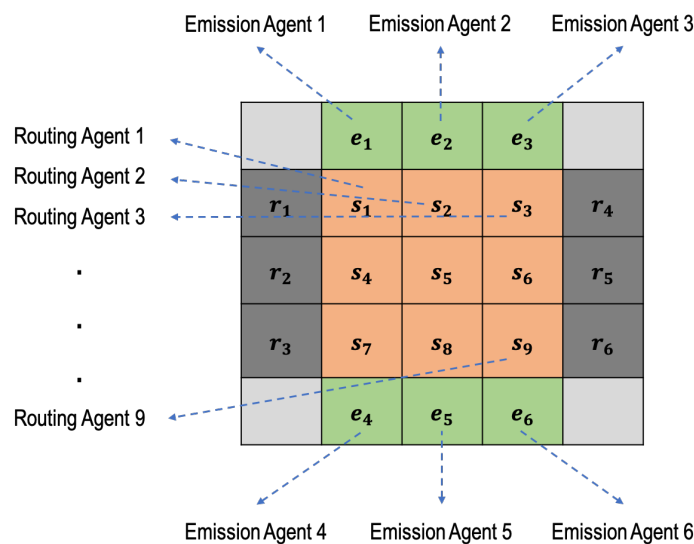 Emission Agent 1 Emission Agent 2 Emission Agent 3
e₁ e₂ e₃
Routing Agent 1
Routing Agent 2
Routing Agent 3
r₁ s₁ s₂ s₃ r₄
.
r₂ s₄ s₅ s₆ r₅
.
r₃ s₇ s₈ s₉ r₆
.
Routing Agent 9
e₄ e₅ e₆
Emission Agent 4 Emission Agent 5 Emission Agent 6